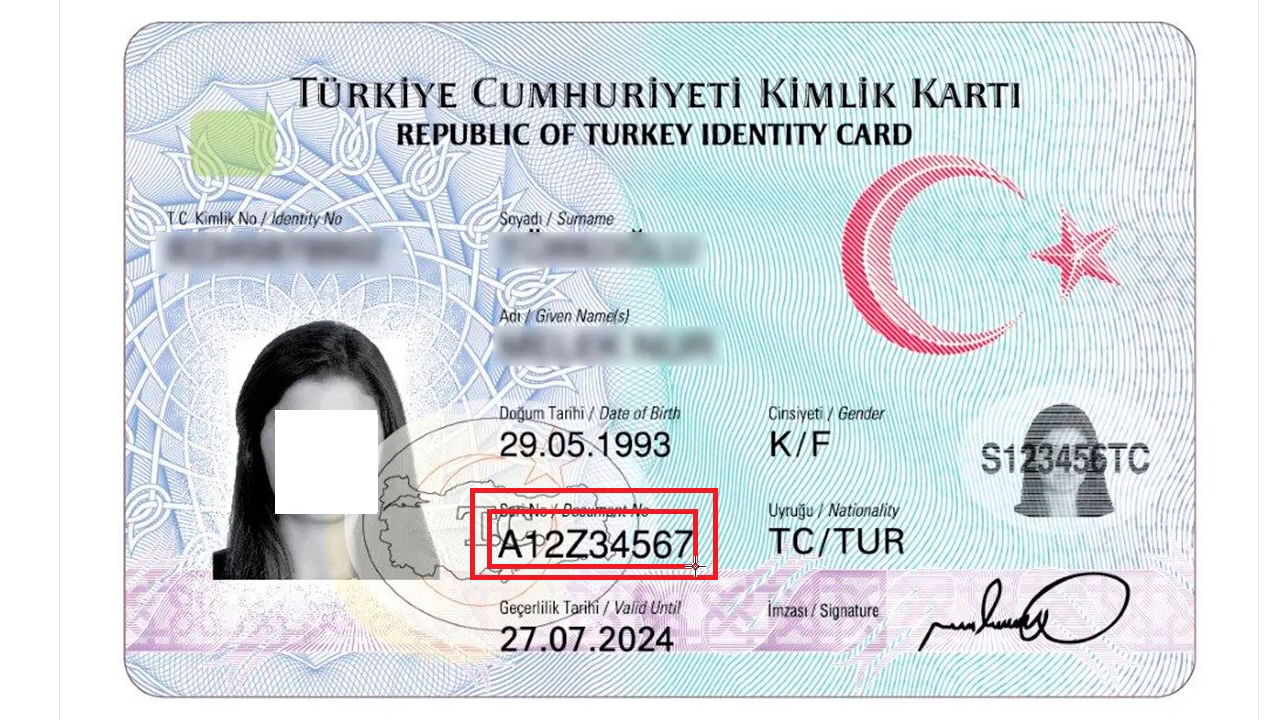 TÜRKİYE CUMHURİYETİ KİMLİK KARTI
REPUBLIC OF TURKEY IDENTITY CARD
T.C. Kimlik No / Identity No
Soyadı / Surname
Adı / Given Name(s)
Doğum Tarihi / Date of Birth
29.05.1993
Cinsiyeti / Gender
K/F
S123456TC
Seri No / Document No
A12Z34567
Uyruğu / Nationality
TC/TUR
Geçerlilik Tarihi / Valid Until
27.07.2024
İmzası / Signature